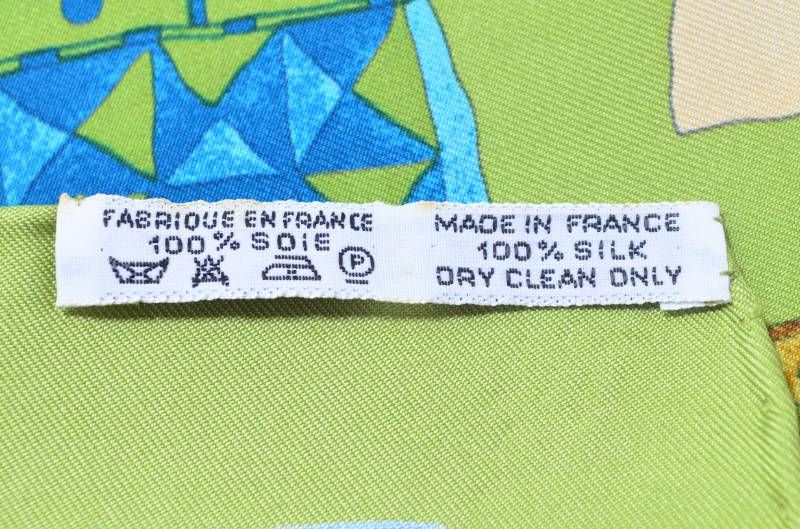 FABRIQUE EN FRANCE
100% SOIE
P
MADE IN FRANCE
100% SILK
DRY CLEAN ONLY